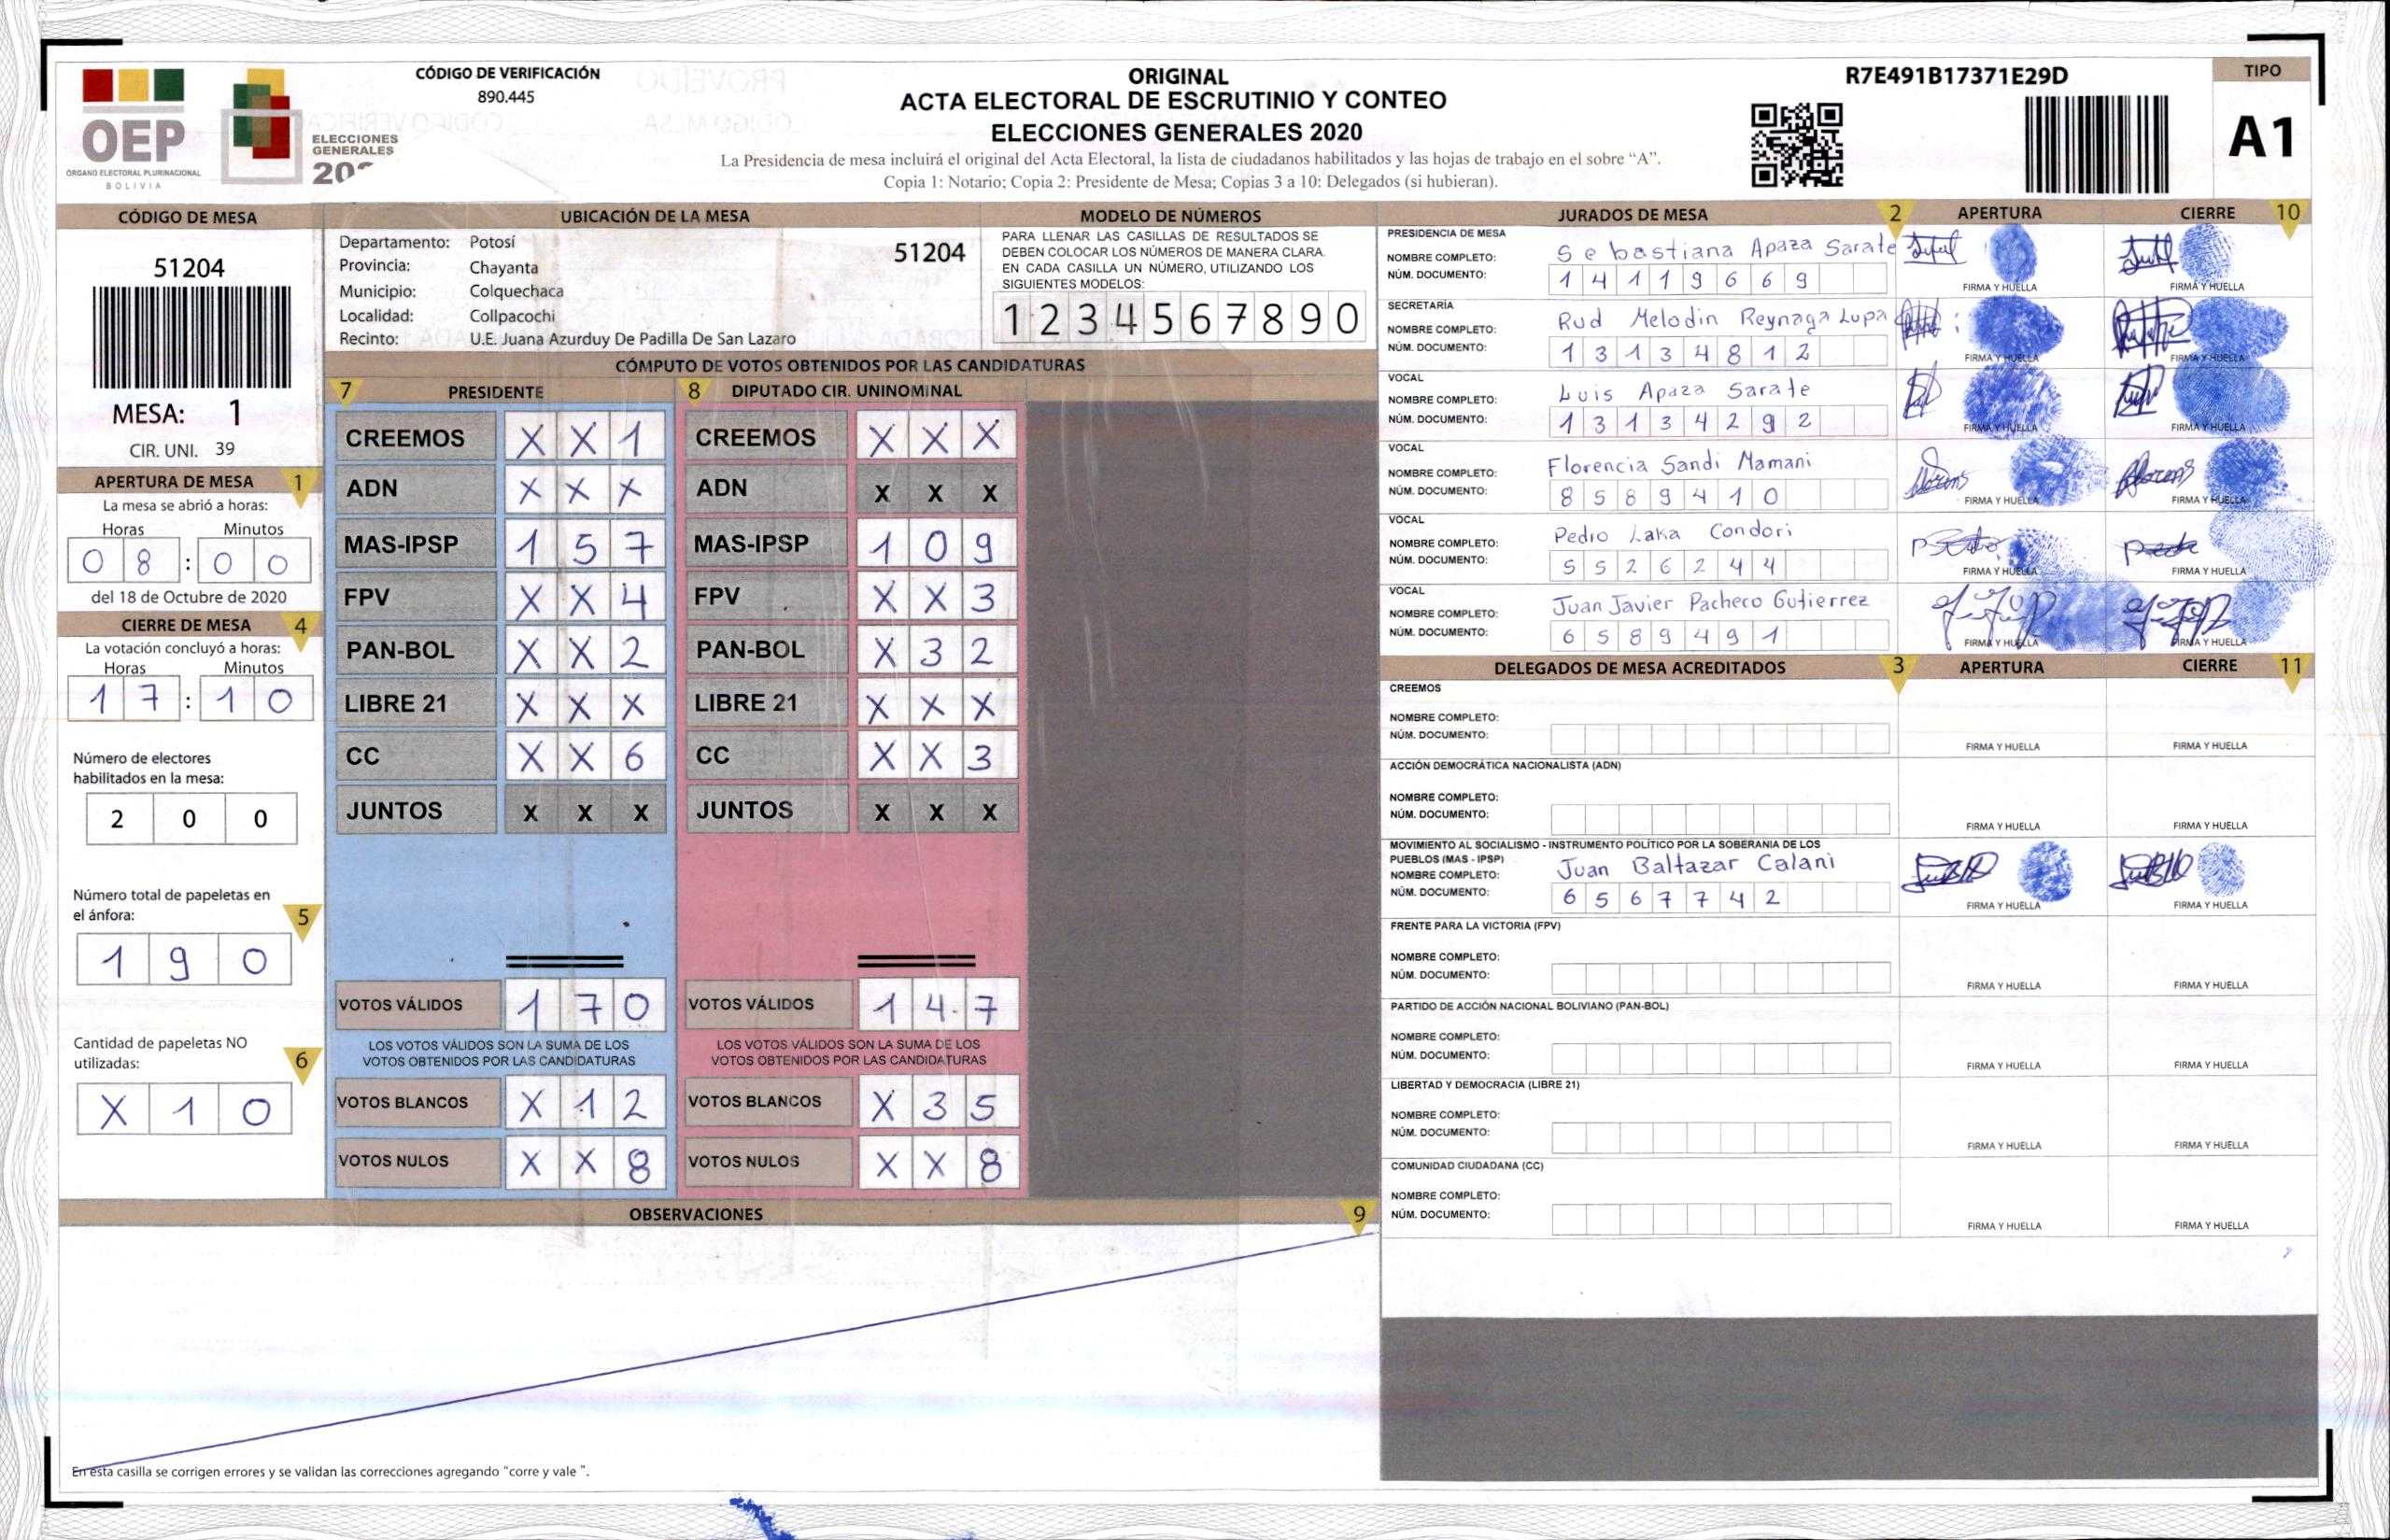 CÓDIGO DE VERIFICACIÓN
890.445
OEP
ÓRGANO ELECTORAL PLURINACIONAL
BOLIVIA
ELECCIONES
GENERALES
ORIGINAL
ACTA ELECTORAL DE ESCRUTINIO Y CONTEO
ELECCIONES GENERALES 2020
La Presidencia de mesa incluirá el original del Acta Electoral, la lista de ciudadanos habilitados y las hojas de trabajo en el sobre “A”.
Copia 1: Notario; Copia 2: Presidente de Mesa; Copias 3 a 10: Delegados (si hubieran).
R7E491B17371E29D
TIPO
A1
CÓDIGO DE MESA
51204
MESA: 1
CIR. UNI. 39
APERTURA DE MESA 1
La mesa se abrió a horas:
Horas Minutos
0 8 : 0 0
del 18 de Octubre de 2020
CIERRE DE MESA 4
La votación concluyó a horas:
Horas Minutos
1 7 : 1 0
Número de electores
habilitados en la mesa:
2 0 0
Número total de papeletas en
el ánfora: 5
1 9 0
Cantidad de papeletas NO
utilizadas: 6
X 1 0
UBICACIÓN DE LA MESA
Departamento: Potosí 51204
Provincia: Chayanta
Municipio: Colquechaca
Localidad: Collpacochi
Recinto: U.E. Juana Azurduy De Padilla De San Lazaro
MODELO DE NÚMEROS
PARA LLENAR LAS CASILLAS DE RESULTADOS SE
DEBEN COLOCAR LOS NÚMEROS DE MANERA CLARA.
EN CADA CASILLA UN NÚMERO, UTILIZANDO LOS
SIGUIENTES MODELOS:
1 2 3 4 5 6 7 8 9 0
CÓMPUTO DE VOTOS OBTENIDOS POR LAS CANDIDATURAS
7 PRESIDENTE 8 DIPUTADO CIR. UNINOMINAL
CREEMOS X X 1 CREEMOS X X X
ADN X X X ADN X X X
MAS-IPSP 1 5 7 MAS-IPSP 1 0 9
FPV X X 4 FPV X X 3
PAN-BOL X X 2 PAN-BOL X 3 2
LIBRE 21 X X X LIBRE 21 X X X
CC X X 6 CC X X 3
JUNTOS X X X JUNTOS X X X
VOTOS VÁLIDOS 1 7 0 VOTOS VÁLIDOS 1 4 7
LOS VOTOS VÁLIDOS SON LA SUMA DE LOS LOS VOTOS VÁLIDOS SON LA SUMA DE LOS
VOTOS OBTENIDOS POR LAS CANDIDATURAS VOTOS OBTENIDOS POR LAS CANDIDATURAS
VOTOS BLANCOS X 1 2 VOTOS BLANCOS X 3 5
VOTOS NULOS X X 8 VOTOS NULOS X X 8
OBSERVACIONES 9
En esta casilla se corrigen errores y se validan las correcciones agregando "corre y vale ".
JURADOS DE MESA 2 APERTURA CIERRE 10
PRESIDENCIA DE MESA
NOMBRE COMPLETO: Sebastiana Apaza Sarate
NÚM. DOCUMENTO: 1 4 1 1 9 6 6 9
FIRMA Y HUELLA FIRMA Y HUELLA
SECRETARÍA
NOMBRE COMPLETO: Rud Melodin Reynaga Lupa
NÚM. DOCUMENTO: 1 3 1 3 4 8 1 2
FIRMA Y HUELLA FIRMA Y HUELLA
VOCAL
NOMBRE COMPLETO: Luis Apaza Sarate
NÚM. DOCUMENTO: 1 3 1 3 4 2 9 2
FIRMA Y HUELLA FIRMA Y HUELLA
VOCAL
NOMBRE COMPLETO: Florencia Sandi Mamani
NÚM. DOCUMENTO: 8 5 8 9 4 1 0
FIRMA Y HUELLA FIRMA Y HUELLA
VOCAL
NOMBRE COMPLETO: Pedro Laka Condori
NÚM. DOCUMENTO: 5 5 2 6 2 4 4
FIRMA Y HUELLA FIRMA Y HUELLA
VOCAL
NOMBRE COMPLETO: Juan Javier Pacheco Gutierrez
NÚM. DOCUMENTO: 6 5 8 9 4 9 1
FIRMA Y HUELLA FIRMA Y HUELLA
DELEGADOS DE MESA ACREDITADOS 3 APERTURA CIERRE 11
CREEMOS
NOMBRE COMPLETO:
NÚM. DOCUMENTO:
FIRMA Y HUELLA FIRMA Y HUELLA
ACCIÓN DEMOCRÁTICA NACIONALISTA (ADN)
NOMBRE COMPLETO:
NÚM. DOCUMENTO:
FIRMA Y HUELLA FIRMA Y HUELLA
MOVIMIENTO AL SOCIALISMO - INSTRUMENTO POLÍTICO POR LA SOBERANIA DE LOS
PUEBLOS (MAS - IPSP)
NOMBRE COMPLETO: Juan Baltazar Calani
NÚM. DOCUMENTO: 6 5 6 7 7 4 2
FIRMA Y HUELLA FIRMA Y HUELLA
FRENTE PARA LA VICTORIA (FPV)
NOMBRE COMPLETO:
NÚM. DOCUMENTO:
FIRMA Y HUELLA FIRMA Y HUELLA
PARTIDO DE ACCIÓN NACIONAL BOLIVIANO (PAN-BOL)
NOMBRE COMPLETO:
NÚM. DOCUMENTO:
FIRMA Y HUELLA FIRMA Y HUELLA
LIBERTAD Y DEMOCRACIA (LIBRE 21)
NOMBRE COMPLETO:
NÚM. DOCUMENTO:
FIRMA Y HUELLA FIRMA Y HUELLA
COMUNIDAD CIUDADANA (CC)
NOMBRE COMPLETO:
NÚM. DOCUMENTO:
FIRMA Y HUELLA FIRMA Y HUELLA